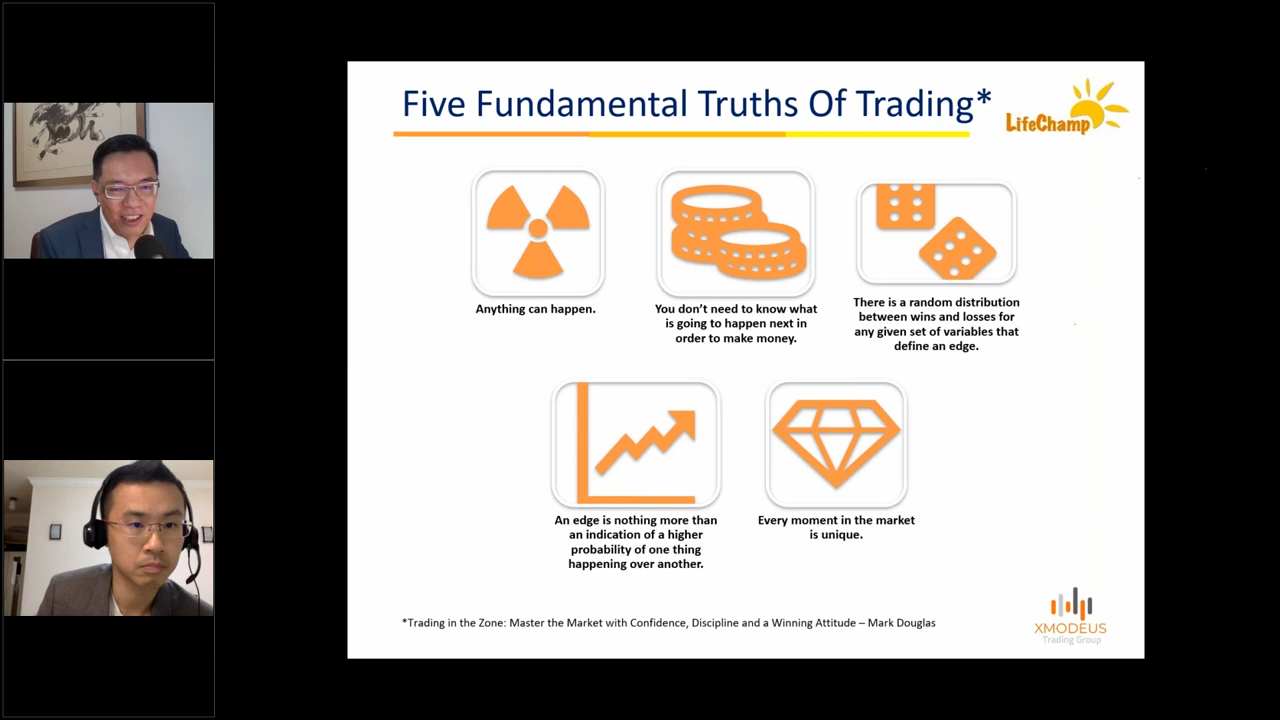 Five Fundamental Truths Of Trading*
LifeChamp
Anything can happen.
You don’t need to know what
is going to happen next in
order to make money.
There is a random distribution
between wins and losses for
any given set of variables that
define an edge.
An edge is nothing more than
an indication of a higher
probability of one thing
happening over another.
Every moment in the market
is unique.
*Trading in the Zone: Master the Market with Confidence, Discipline and a Winning Attitude – Mark Douglas
XMODEUS
Trading Group